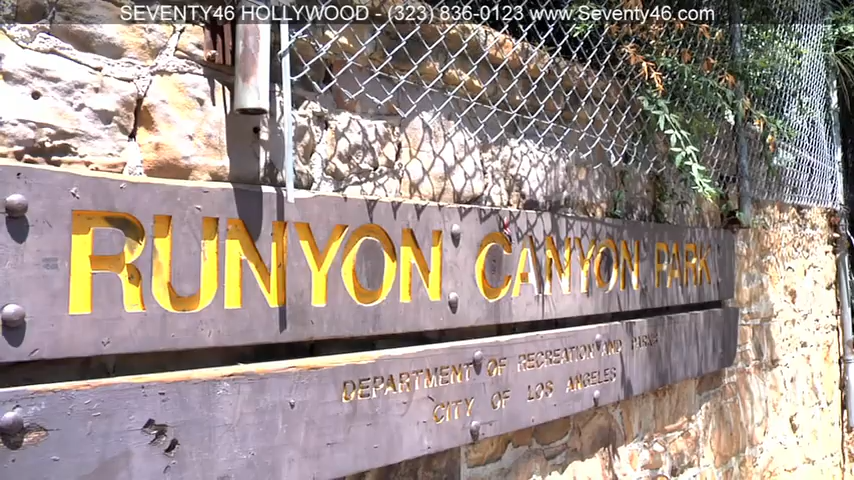 SEVENTY46 HOLLYWOOD - (323) 836-0123 www.Seventy46.com
RUNYON CANYON PARK
DEPARTMENT OF RECREATION AND PARKS
CITY OF LOS ANGELES